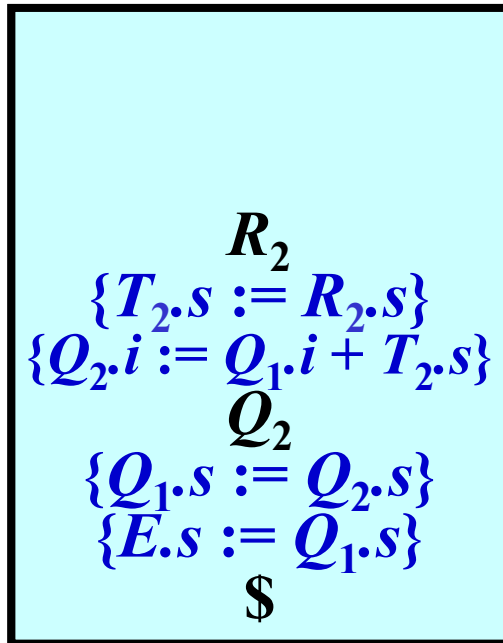 R₂
{T₂.s := R₂.s}
{Q₂.i := Q₁.i + T₂.s}
Q₂
{Q₁.s := Q₂.s}
{E.s := Q₁.s}
$